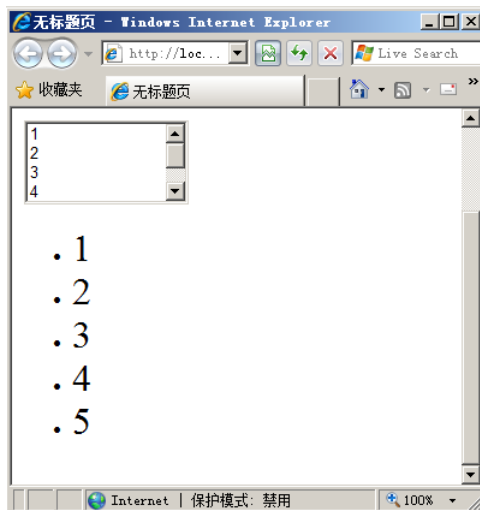 无标题页 - Windows Internet Explorer
http://loc... Live Search
收藏夹 无标题页 »
1
2
3
4
• 1
• 2
• 3
• 4
• 5
Internet | 保护模式: 禁用 100%